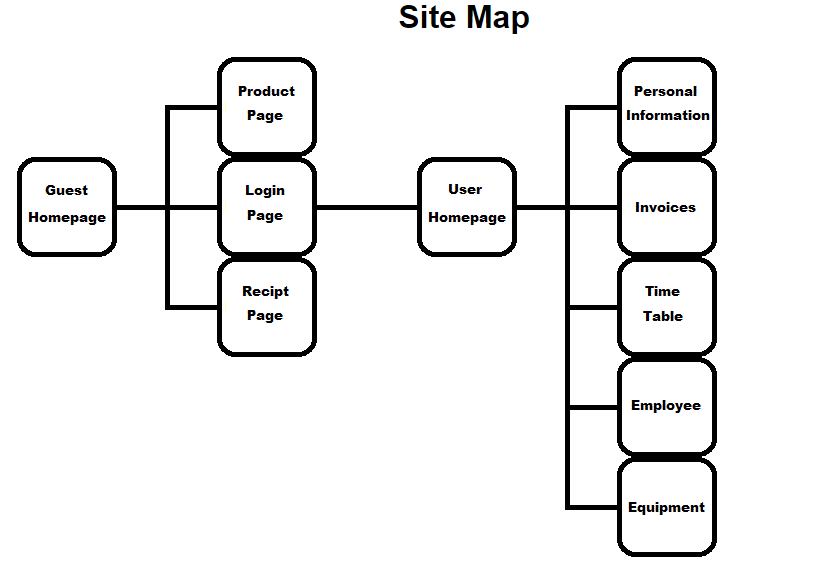 Site Map
Guest
Homepage
Product
Page
Login
Page
Recipt
Page
User
Homepage
Personal
Information
Invoices
Time
Table
Employee
Equipment